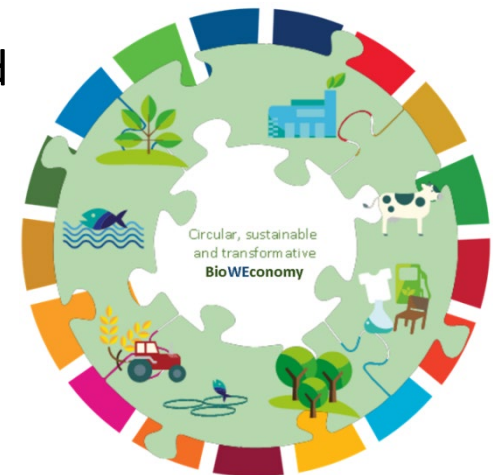 d
Circular, sustainable
and transformative
BioWEconomy